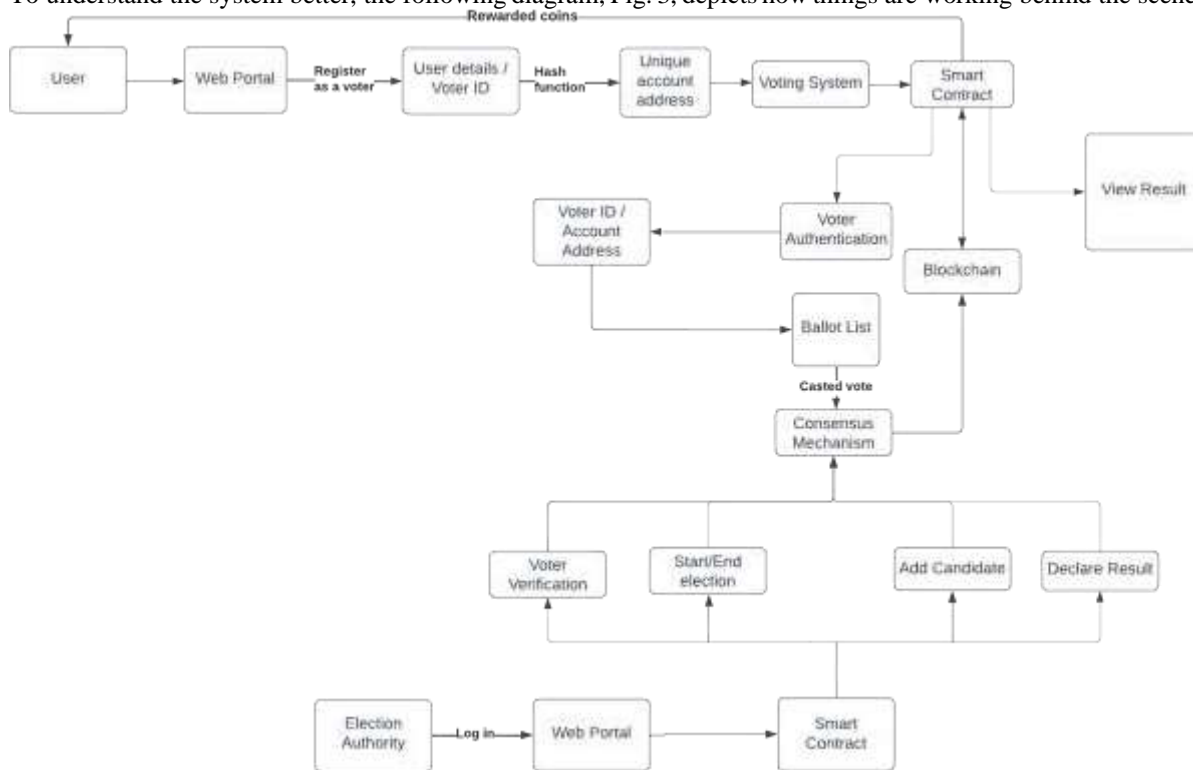 To understand the system better, the following diagram, Fig. 3, depicts how things are working behind the scene
Rewarded coins
User
Web Portal
Register
as a voter
User details /
Voter ID
Hash
function
Unique
account
address
Voting System
Smart
Contract
View Result
Voter ID /
Account
Address
Voter
Authentication
Blockchain
Ballot List
Casted vote
Consensus
Mechanism
Voter
Verification
Start/End
election
Add Candidate
Declare Result
Election
Authority
Log in
Web Portal
Smart
Contract